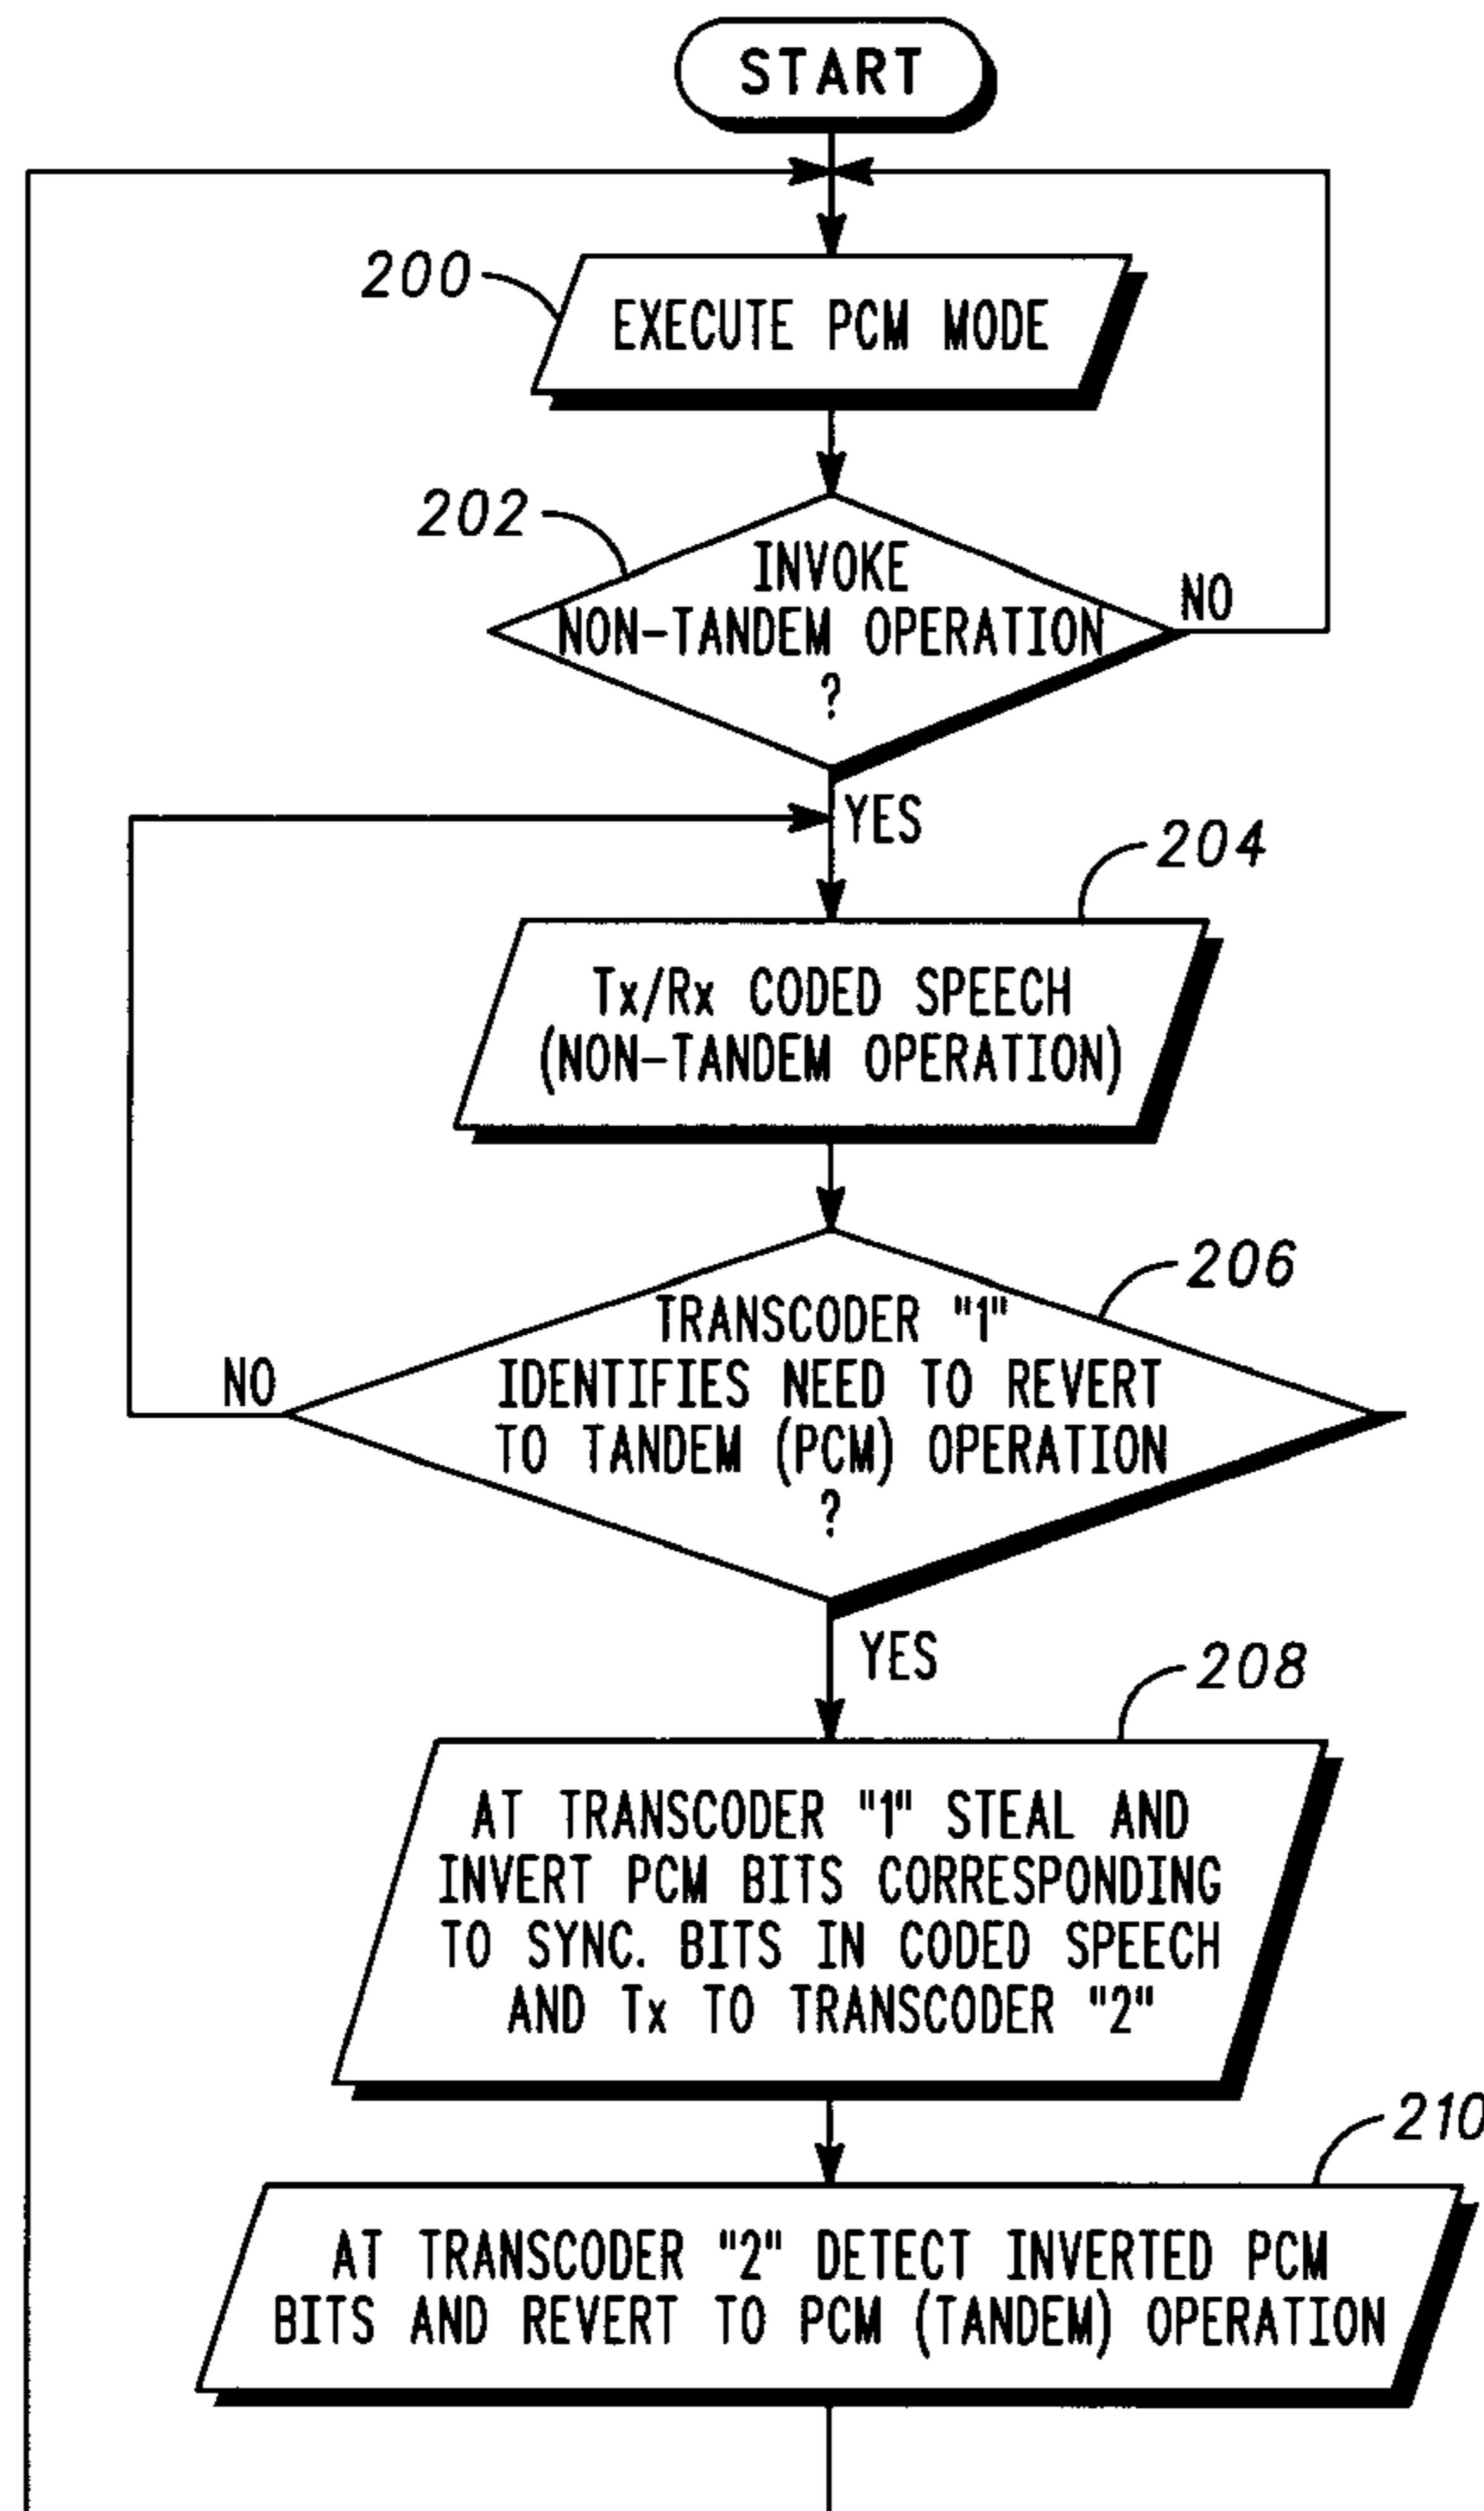 START
200
EXECUTE PCM MODE
202
INVOKE
NON-TANDEM OPERATION
?
NO
YES
204
Tx/Rx CODED SPEECH
(NON-TANDEM OPERATION)
206
TRANSCODER "1"
IDENTIFIES NEED TO REVERT
TO TANDEM (PCM) OPERATION
?
NO
YES
208
AT TRANSCODER "1" STEAL AND
INVERT PCM BITS CORRESPONDING
TO SYNC. BITS IN CODED SPEECH
AND Tx TO TRANSCODER "2"
210
AT TRANSCODER "2" DETECT INVERTED PCM
BITS AND REVERT TO PCM (TANDEM) OPERATION